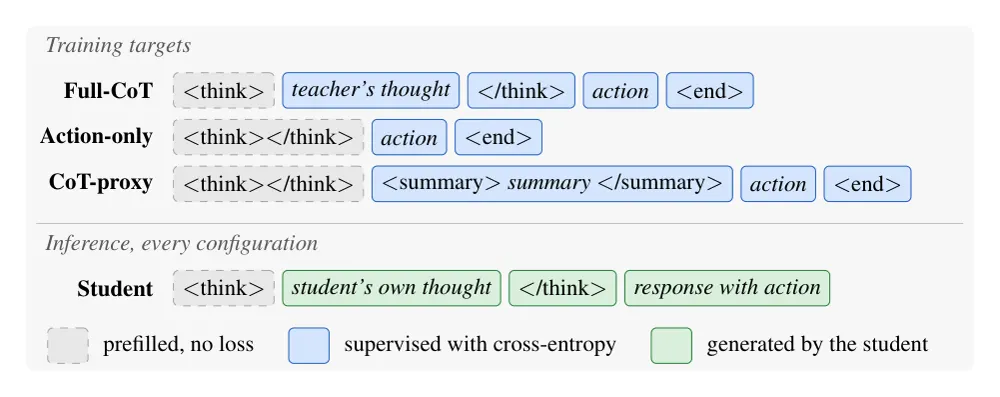 Training targets
Full-CoT <think> teacher's thought </think> action <end>
Action-only <think></think> action <end>
CoT-proxy <think></think> <summary> summary </summary> action <end>
Inference, every configuration
Student <think> student's own thought </think> response with action
prefilled, no loss supervised with cross-entropy generated by the student